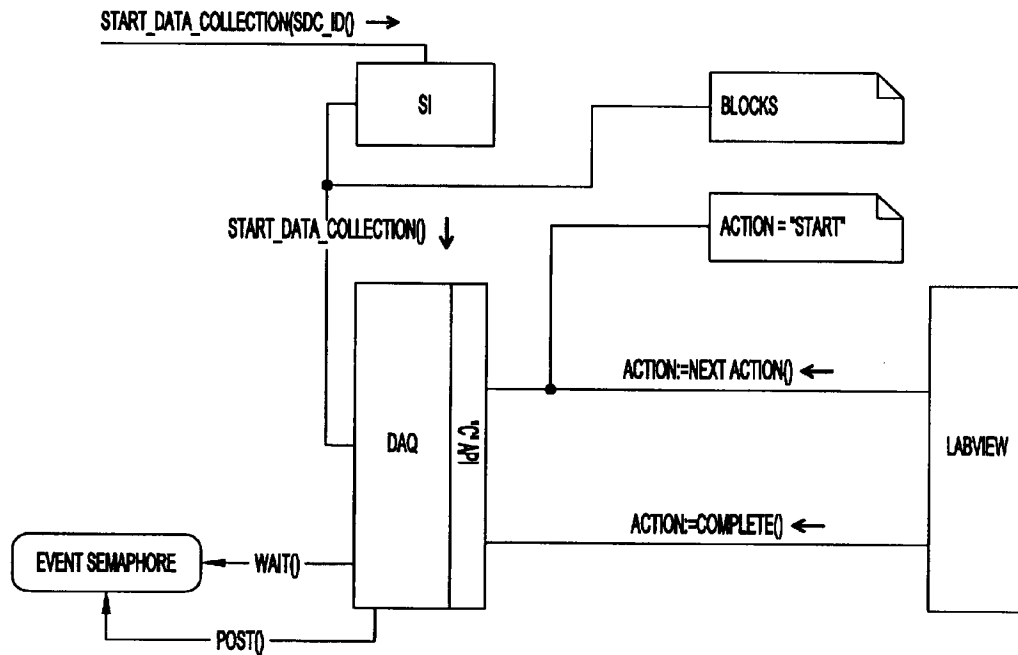 START_DATA_COLLECTION(SDC_ID()
SI
BLOCKS
START_DATA_COLLECTION()
ACTION = "START"
ACTION:=NEXT ACTION()
DAQ
"C" API
LABVIEW
ACTION:=COMPLETE()
EVENT SEMAPHORE
WAIT()
POST()